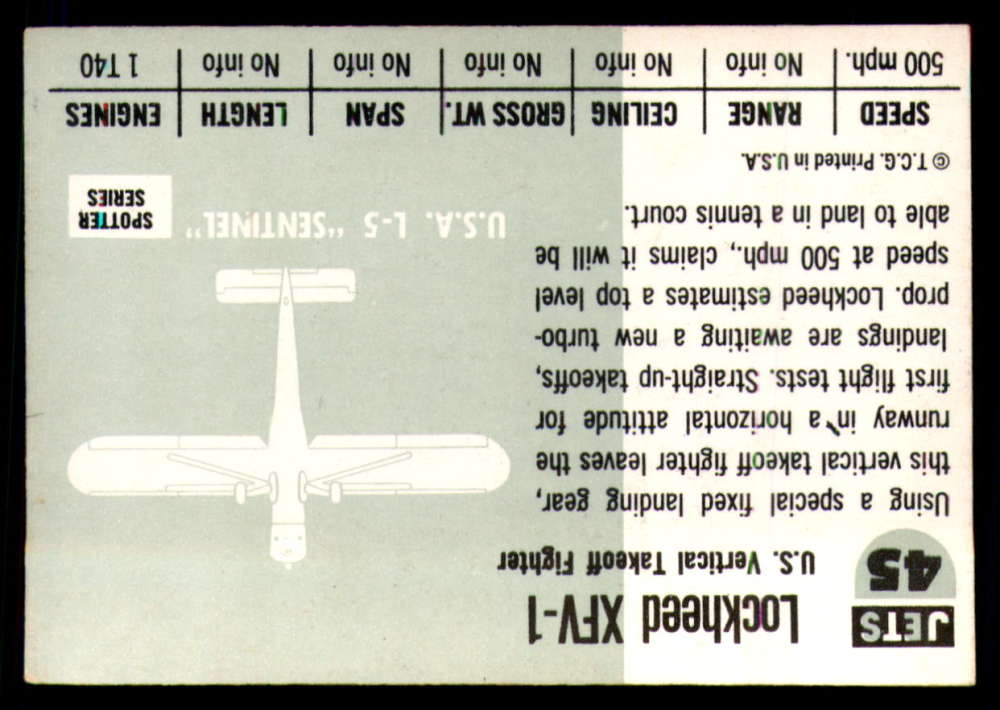 JETS
45
Lockheed XFV-1
U.S. Vertical Takeoff Fighter
Using a special fixed landing gear,
this vertical takeoff fighter leaves the
runway in a horizontal attitude for
first flight tests. Straight-up takeoffs,
landings are awaiting a new turbo-
prop. Lockheed estimates a top level
speed at 500 mph., claims it will be
able to land in a tennis court.
© T.C.G. Printed in U.S.A.
U.S.A. L-5 "SENTINEL"
SPOTTER
SERIES
SPEED RANGE CEILING GROSS WT. SPAN LENGTH ENGINES
500 mph. No info No info No info No info No info 1 T40